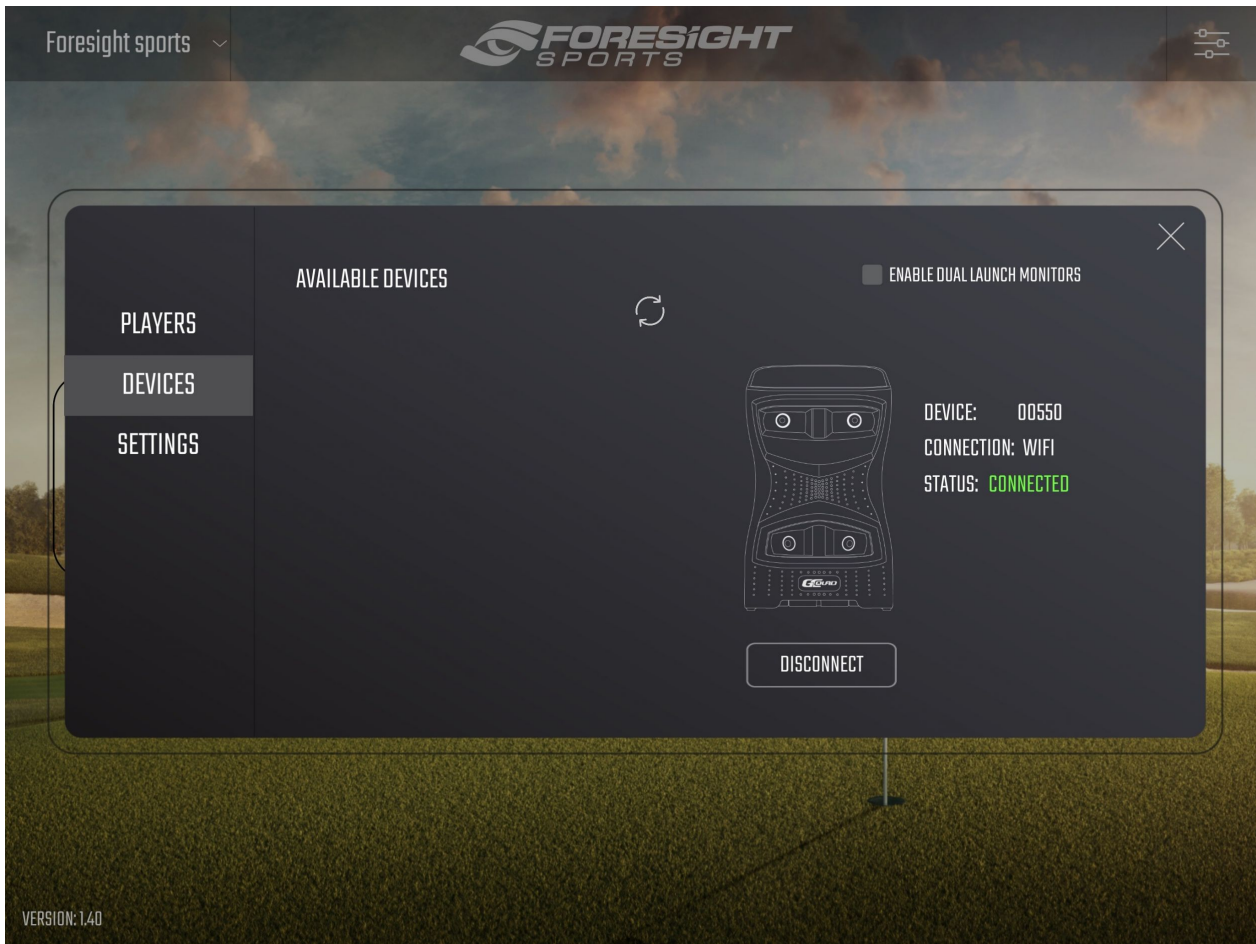 Foresight sports
FORESiGHT
SPORTS
AVAILABLE DEVICES
ENABLE DUAL LAUNCH MONITORS
PLAYERS
DEVICES
SETTINGS
DEVICE: 00550
CONNECTION: WIFI
STATUS: CONNECTED
GCQUAD
DISCONNECT
VERSION: 1.40